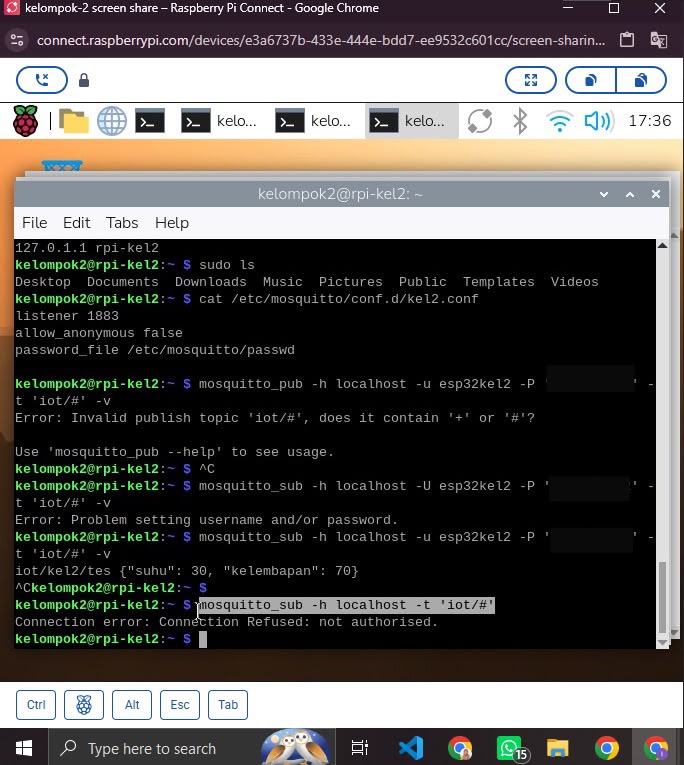 kelompok-2 screen share – Raspberry Pi Connect - Google Chrome
connect.raspberrypi.com/devices/e3a6737b-433e-444e-bdd7-ee9532c601cc/screen-sharin...
kelo... kelo... kelo... 17:36
kelompok2@rpi-kel2: ~
File Edit Tabs Help
127.0.1.1 rpi-kel2
kelompok2@rpi-kel2:~ $ sudo ls
Desktop Documents Downloads Music Pictures Public Templates Videos
kelompok2@rpi-kel2:~ $ cat /etc/mosquitto/conf.d/kel2.conf
listener 1883
allow_anonymous false
password_file /etc/mosquitto/passwd
kelompok2@rpi-kel2:~ $ mosquitto_pub -h localhost -u esp32kel2 -P ' ' -
t 'iot/#' -v
Error: Invalid publish topic 'iot/#', does it contain '+' or '#'?
Use 'mosquitto_pub --help' to see usage.
kelompok2@rpi-kel2:~ $ ^C
kelompok2@rpi-kel2:~ $ mosquitto_sub -h localhost -U esp32kel2 -P ' ' -
t 'iot/#' -v
Error: Problem setting username and/or password.
kelompok2@rpi-kel2:~ $ mosquitto_sub -h localhost -u esp32kel2 -P ' ' -
t 'iot/#' -v
iot/kel2/tes {"suhu": 30, "kelembapan": 70}
^Ckelompok2@rpi-kel2:~ $
kelompok2@rpi-kel2:~ $ mosquitto_sub -h localhost -t 'iot/#'
Connection error: Connection Refused: not authorised.
kelompok2@rpi-kel2:~ $
Ctrl Alt Esc Tab
Type here to search 15